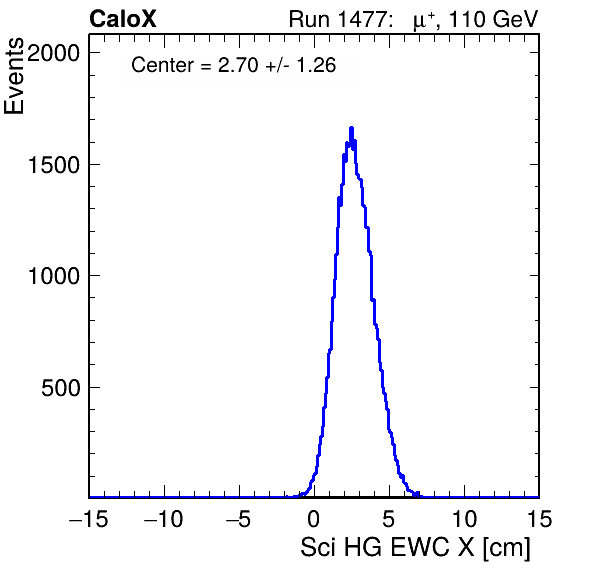 CaloX Run 1477: μ⁺, 110 GeV
Events
2000
Center = 2.70 +/- 1.26
1500
1000
500
−15 −10 −5 0 5 10 15
Sci HG EWC X [cm]